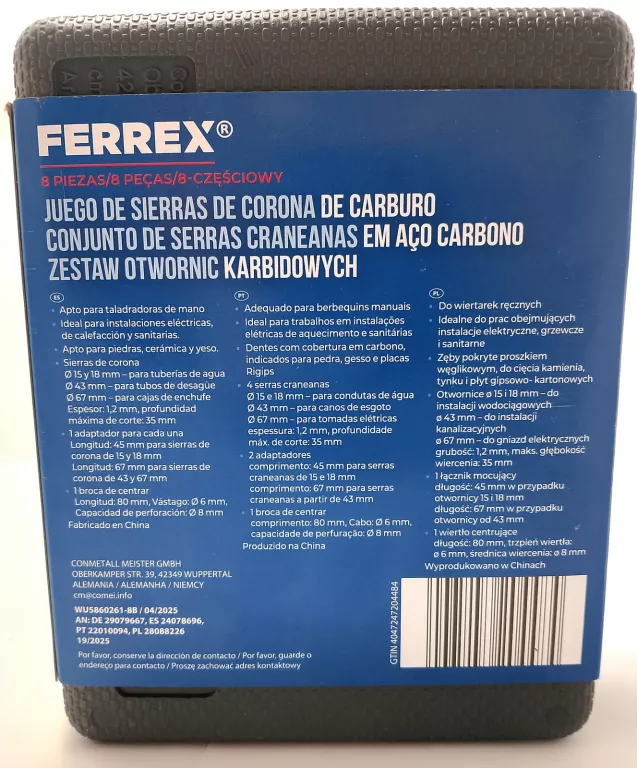 FERREX®
8 PIEZAS/8 PEÇAS/8-CZĘŚCIOWY
JUEGO DE SIERRAS DE CORONA DE CARBURO
CONJUNTO DE SERRAS CRANEANAS EM AÇO CARBONO
ZESTAW OTWORNIC KARBIDOWYCH
ES
· Apto para taladradoras de mano
· Ideal para instalaciones eléctricas,
de calefacción y sanitarias.
· Apto para piedras, cerámica y yeso.
· Sierras de corona
Ø 15 y 18 mm – para tuberías de agua
Ø 43 mm – para tubos de desagüe
Ø 67 mm – para cajas de enchufe
Espesor: 1,2 mm, profundidad
máxima de corte: 35 mm
· 1 adaptador para cada una
Longitud: 45 mm para sierras de
corona de 15 y 18 mm
Longitud: 67 mm para sierras de
corona de 43 y 67 mm
· 1 broca de centrar
Longitud: 80 mm, Vástago: Ø 6 mm,
Capacidad de perforación: Ø 8 mm
Fabricado en China
PT
· Adequado para berbequins manuais
· Ideal para trabalhos em instalações
elétricas de aquecimento e sanitárias
· Dentes com cobertura em carbono,
indicados para pedra, gesso e placas
Rigips
· 4 serras craneanas
Ø 15 e 18 mm – para condutas de água
Ø 43 mm – para canos de esgoto
Ø 67 mm – para tomadas elétricas
espessura: 1,2 mm, profundidade
máx. de corte: 35 mm
· 2 adaptadores
comprimento: 45 mm para serras
craneanas de 15 e 18 mm
comprimento: 67 mm para serras
craneanas a partir de 43 mm
· 1 broca de centrar
comprimento: 80 mm, Cabo: Ø 6 mm,
capacidade de perfuração: Ø 8 mm
Produzido na China
PL
· Do wiertarek ręcznych
· Idealne do prac obejmujących
instalacje elektryczne, grzewcze
i sanitarne
· Zęby pokryte proszkiem
węglikowym, do cięcia kamienia,
tynku i płyt gipsowo- kartonowych
· Otwornice ø 15 i 18 mm – do
instalacji wodociągowych
ø 43 mm – do instalacji
kanalizacyjnych
ø 67 mm – do gniazd elektrycznych
grubość: 1,2 mm, maks. głębokość
wiercenia: 35 mm
· 1 łącznik mocujący
długość: 45 mm w przypadku
otwornicy 15 i 18 mm
długość: 67 mm w przypadku
otwornicy od 43 mm
· 1 wiertło centrujące
długość: 80 mm, trzpień wiertła:
ø 6 mm, średnica wiercenia: ø 8 mm
Wyprodukowano w Chinach
CONMETALL MEISTER GMBH
OBERKAMPER STR. 39, 42349 WUPPERTAL
ALEMANIA / ALEMANHA / NIEMCY
cm@comei.info
WU5860261-8B / 04/2025
AN: DE 29079667, ES 24078696,
PT 22010094, PL 28088226
19/2025
Por favor, conserve la dirección de contacto / Por favor, guarde o
endereço para contacto / Proszę zachować adres kontaktowy
GTIN 4047247204484